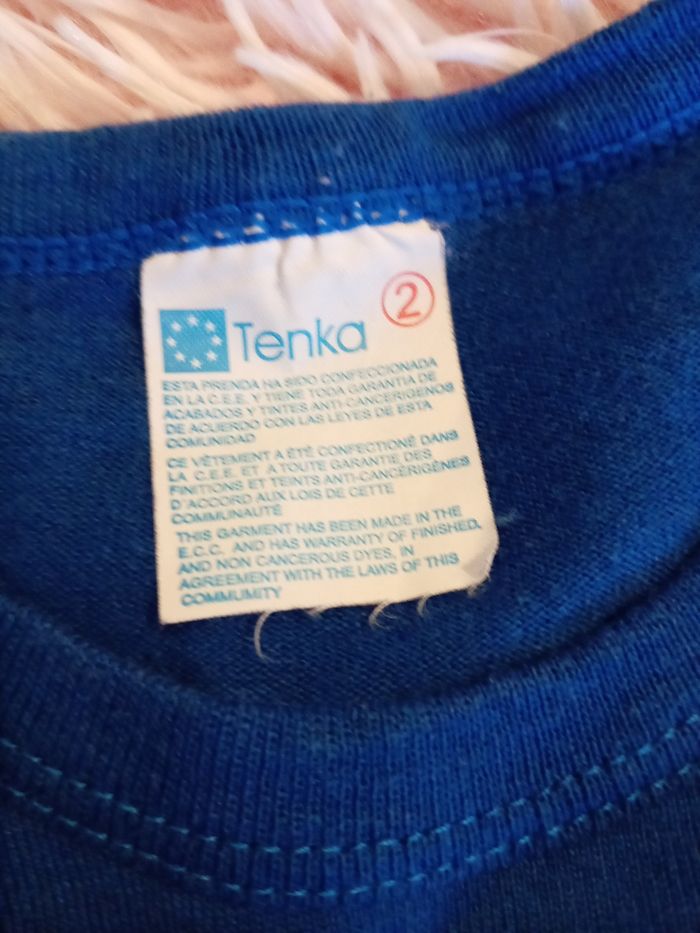 2
Tenka
ESTA PRENDA HA SIDO CONFECCIONADA
EN LA C.E.E. Y TIENE TODA GARANTIA DE
ACABADOS Y TINTES ANTI-CANCERIGENOS
DE ACUERDO CON LAS LEYES DE ESTA
COMUNIDAD
CE VÊTEMENT A ÉTÉ CONFECTIONÉ DANS
LA C.E.E. ET A TOUTE GARANTIE DES
FINITIONS ET TEINTS ANTI-CANCÉRIGÈNES
D'ACCORD AUX LOIS DE CETTE
COMMUNAUTÉ
THIS GARMENT HAS BEEN MADE IN THE
E.C.C. AND HAS WARRANTY OF FINISHED,
AND NON CANCEROUS DYES, IN
AGREEMENT WITH THE LAWS OF THIS
COMMUMITY